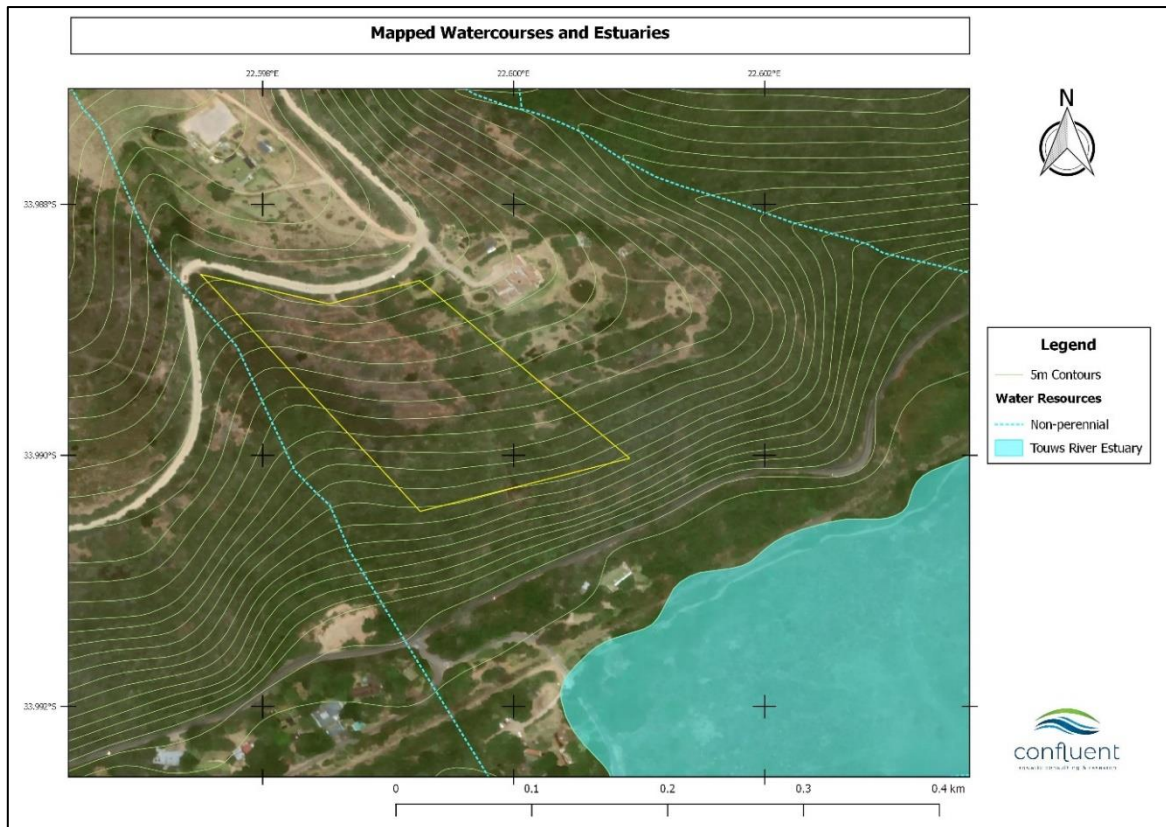 Mapped Watercourses and Estuaries
22.598°E 22.600°E 22.602°E
N
33.988°S
33.990°S
33.992°S
Legend
5m Contours
Water Resources
Non-perennial
Touws River Estuary
confluent
0 0.1 0.2 0.3 0.4 km